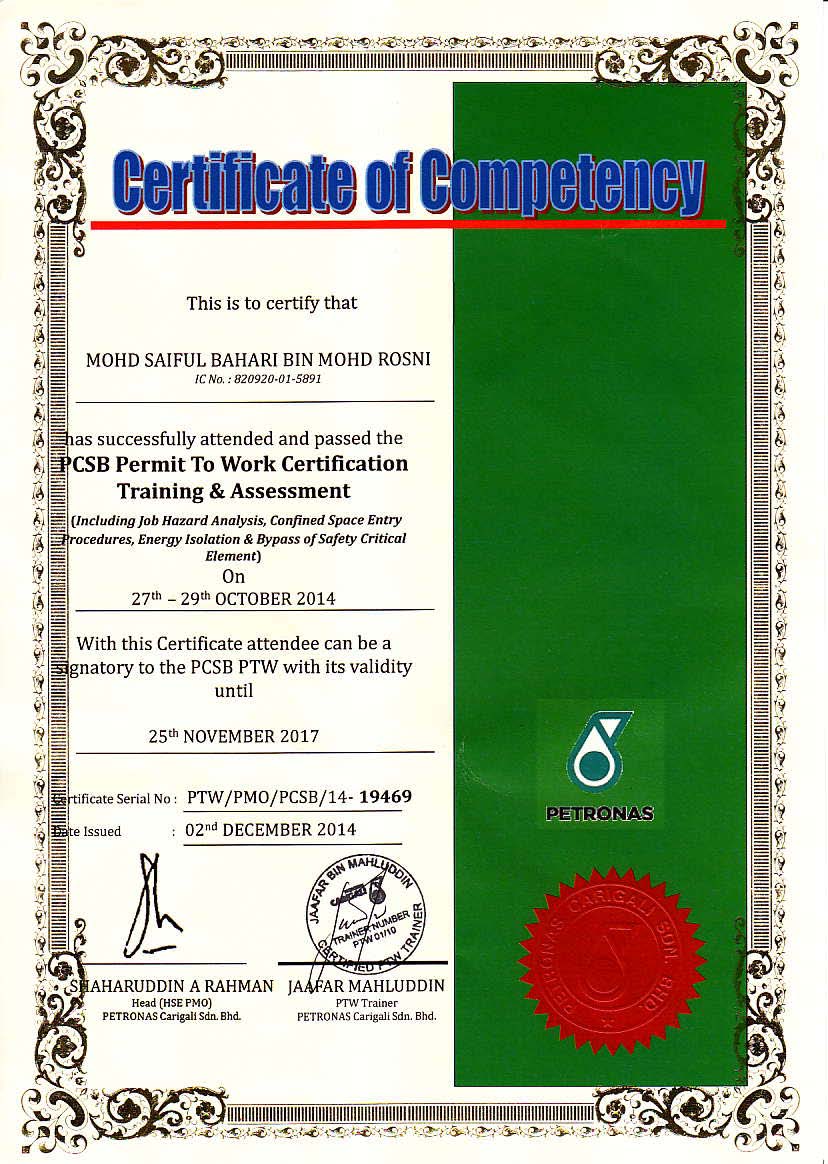 Certificate of Competency
This is to certify that
MOHD SAIFUL BAHARI BIN MOHD ROSNI
IC No. : 820920-01-5891
has successfully attended and passed the
PCSB Permit To Work Certification
Training & Assessment
(Including Job Hazard Analysis, Confined Space Entry
Procedures, Energy Isolation & Bypass of Safety Critical
Element)
On
27th – 29th OCTOBER 2014
With this Certificate attendee can be a
signatory to the PCSB PTW with its validity
until
25th NOVEMBER 2017
Certificate Serial No : PTW/PMO/PCSB/14- 19469
Date Issued : 02nd DECEMBER 2014
JAAFAR BIN MAHLUDDIN
CARIGALI
TRAINER NUMBER
PTW 01/10
CERTIFIED PTW TRAINER
SHAHARUDDIN A RAHMAN
Head (HSE PMO)
PETRONAS Carigali Sdn. Bhd.
JAAFAR MAHLUDDIN
PTW Trainer
PETRONAS Carigali Sdn. Bhd.
PETRONAS
PETRONAS CARIGALI SDN. BHD.